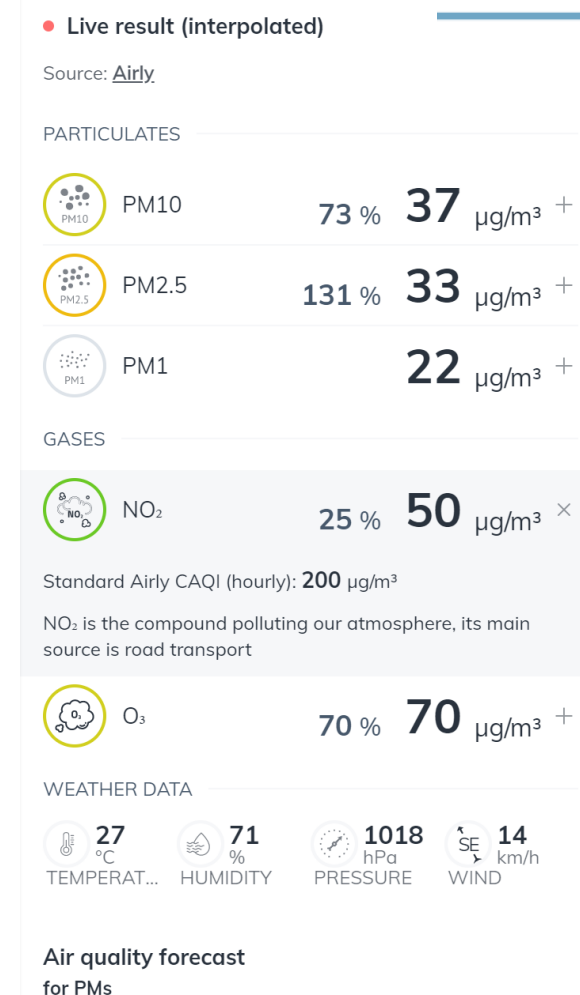 Live result (interpolated)
Source: Airly
PARTICULATES
PM10
PM10
73 %
37 µg/m³
PM2.5
PM2.5
131 %
33 µg/m³
PM1
PM1
22 µg/m³
GASES
NO₂
NO₂
25 %
50 µg/m³
Standard Airly CAQI (hourly): 200 µg/m³
NO₂ is the compound polluting our atmosphere, its main
source is road transport
O₃
O₃
70 %
70 µg/m³
WEATHER DATA
27
°C
TEMPERAT...
71
%
HUMIDITY
1018
hPa
PRESSURE
SE
14
km/h
WIND
Air quality forecast
for PMs